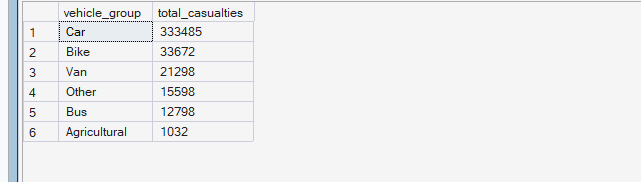 vehicle_group total_casualties
1 Car 333485
2 Bike 33672
3 Van 21298
4 Other 15598
5 Bus 12798
6 Agricultural 1032